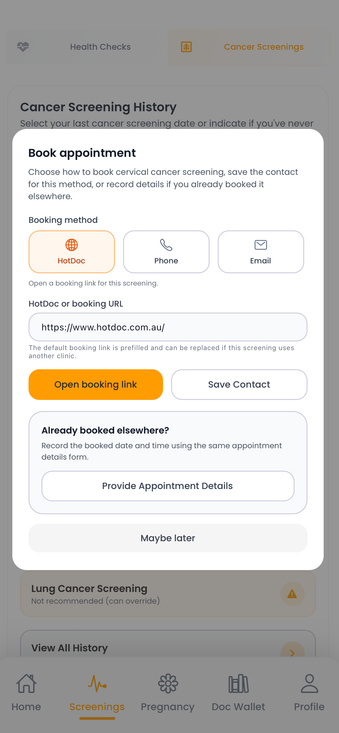 Health Checks
Cancer Screenings
Cancer Screening History
Select your last cancer screening date or indicate if you've never
Book appointment
Choose how to book cervical cancer screening, save the contact
for this method, or record details if you already booked it
elsewhere.
Booking method
HotDoc
Phone
Email
Open a booking link for this screening.
HotDoc or booking URL
https://www.hotdoc.com.au/
The default booking link is prefilled and can be replaced if this screening uses
another clinic.
Open booking link
Save Contact
Already booked elsewhere?
Record the booked date and time using the same appointment
details form.
Provide Appointment Details
Maybe later
Lung Cancer Screening
Not recommended (can override)
View All History
Home
Screenings
Pregnancy
Doc Wallet
Profile